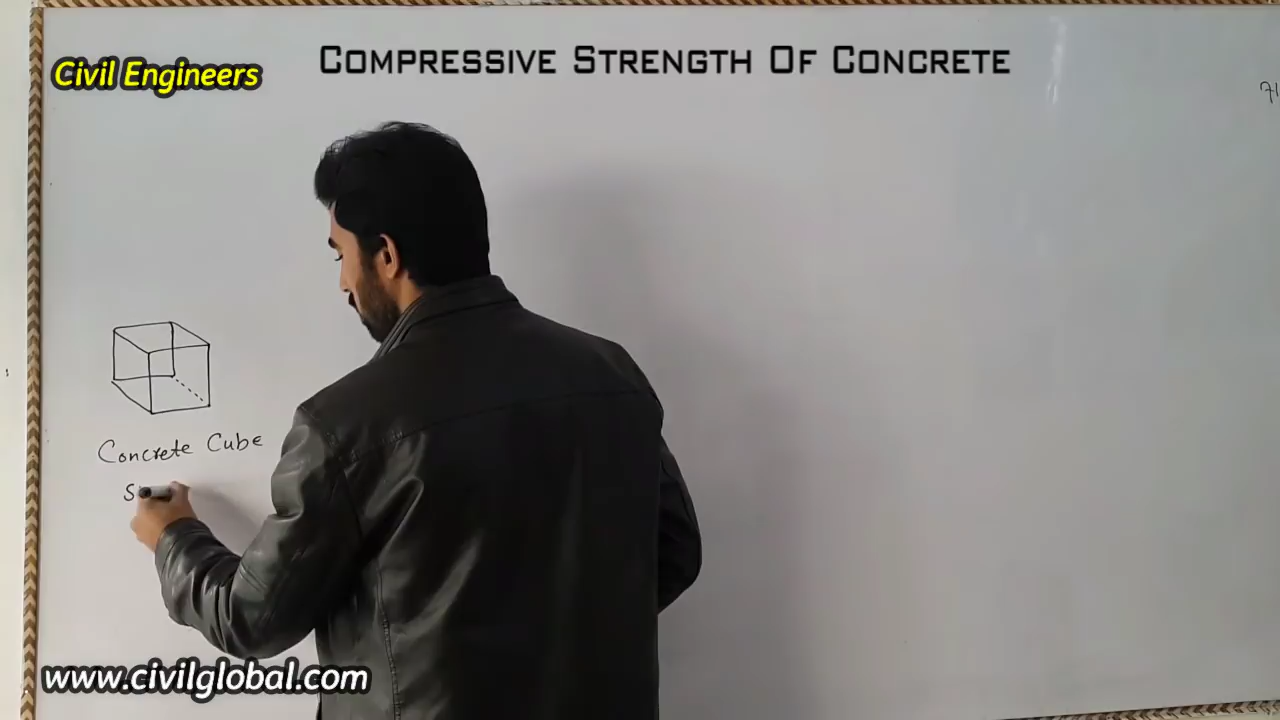 Civil Engineers
COMPRESSIVE STRENGTH OF CONCRETE
Concrete Cube
S
www.civilglobal.com